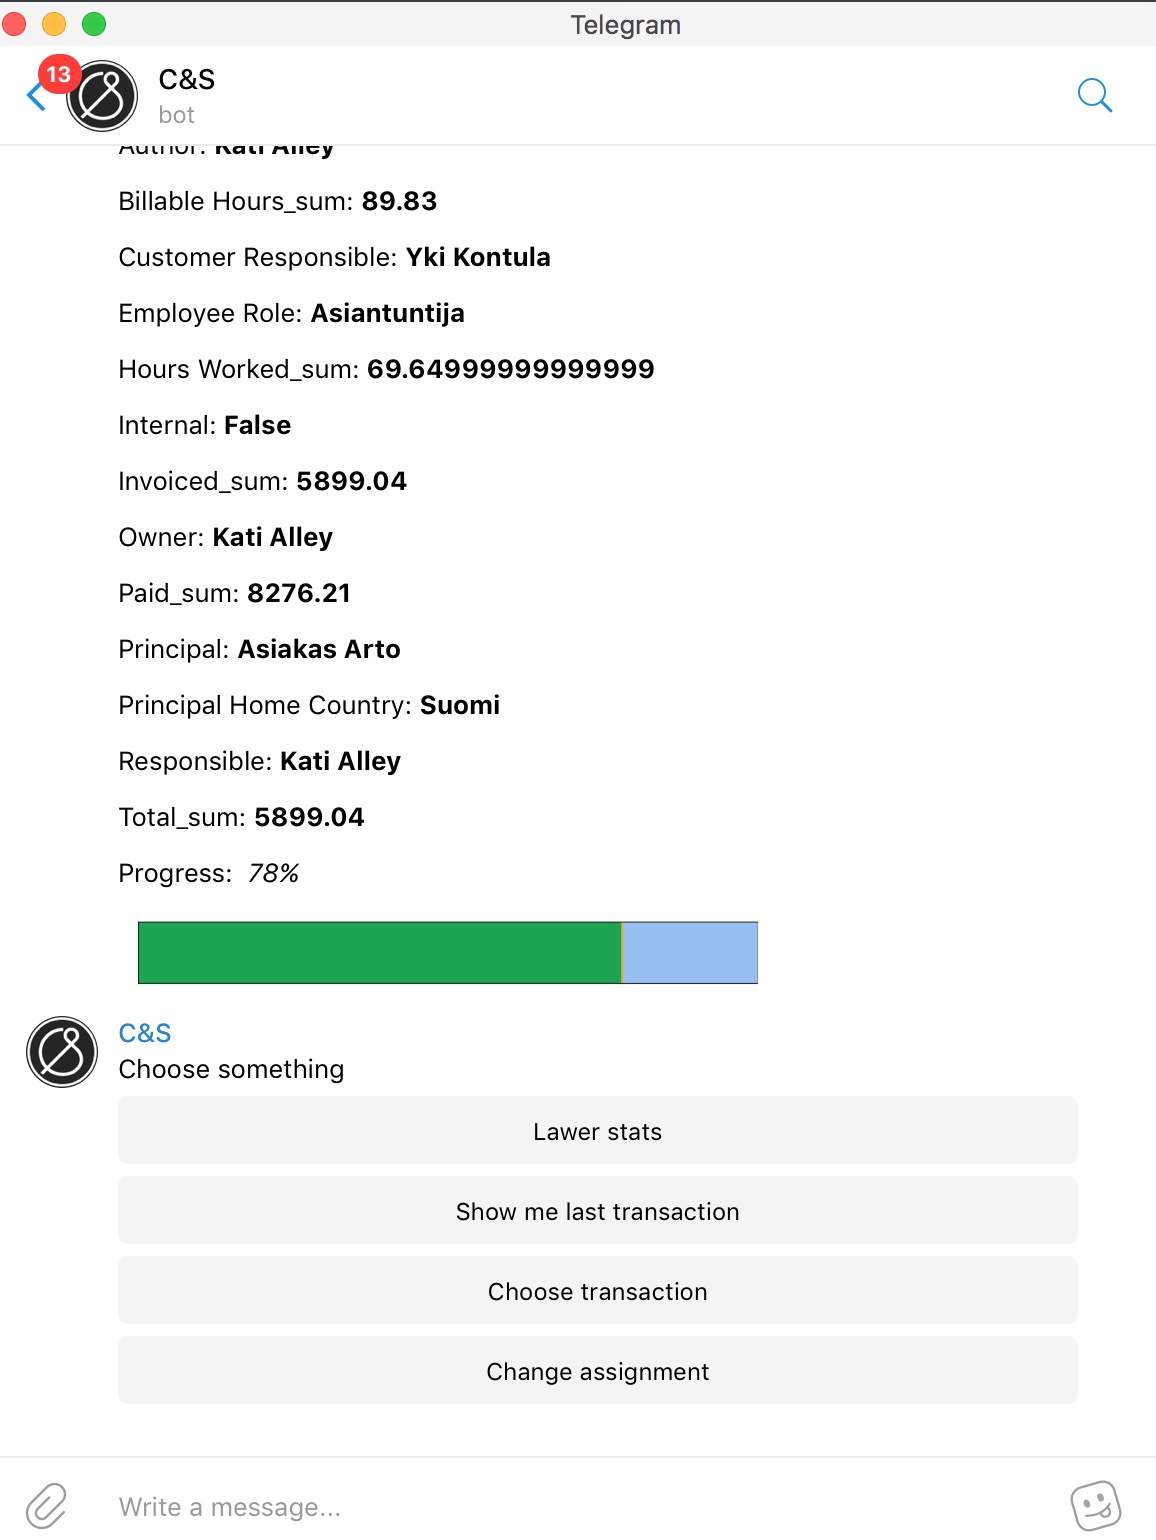 Telegram
13
C&S
bot
Author: Kati Alley
Billable Hours_sum: 89.83
Customer Responsible: Yki Kontula
Employee Role: Asiantuntija
Hours Worked_sum: 69.64999999999999
Internal: False
Invoiced_sum: 5899.04
Owner: Kati Alley
Paid_sum: 8276.21
Principal: Asiakas Arto
Principal Home Country: Suomi
Responsible: Kati Alley
Total_sum: 5899.04
Progress: 78%
C&S
Choose something
Lawer stats
Show me last transaction
Choose transaction
Change assignment
Write a message...